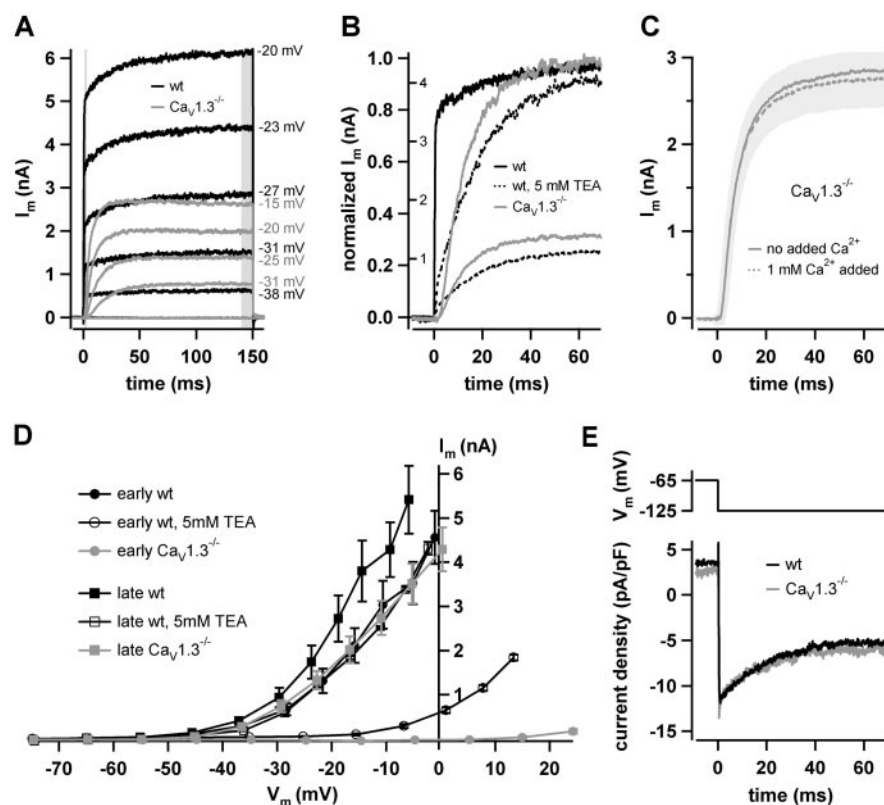 A
I_m (nA)
6
5
4
3
2
1
0
0
50
100
150
time (ms)
wt
Ca_V1.3^-/-
-20 mV
-23 mV
-27 mV
-15 mV
-20 mV
-31 mV
-25 mV
-31 mV
-38 mV
B
normalized I_m (nA)
1.0
0.8
0.6
0.4
0.2
0.0
4
3
2
1
0
20
40
60
time (ms)
wt
wt, 5 mM TEA
Ca_V1.3^-/-
C
I_m (nA)
3
2
1
0
0
20
40
60
time (ms)
Ca_V1.3^-/-
no added Ca^2+
1 mM Ca^2+ added
D
I_m (nA)
6
5
4
3
2
1
early wt
early wt, 5mM TEA
early Ca_V1.3^-/-
late wt
late wt, 5mM TEA
late Ca_V1.3^-/-
-70
-50
-30
-10
0
20
V_m (mV)
E
V_m (mV)
-65
-125
current density (pA/pF)
5
0
-5
-10
-15
wt
Ca_V1.3^-/-
0
20
40
60
time (ms)